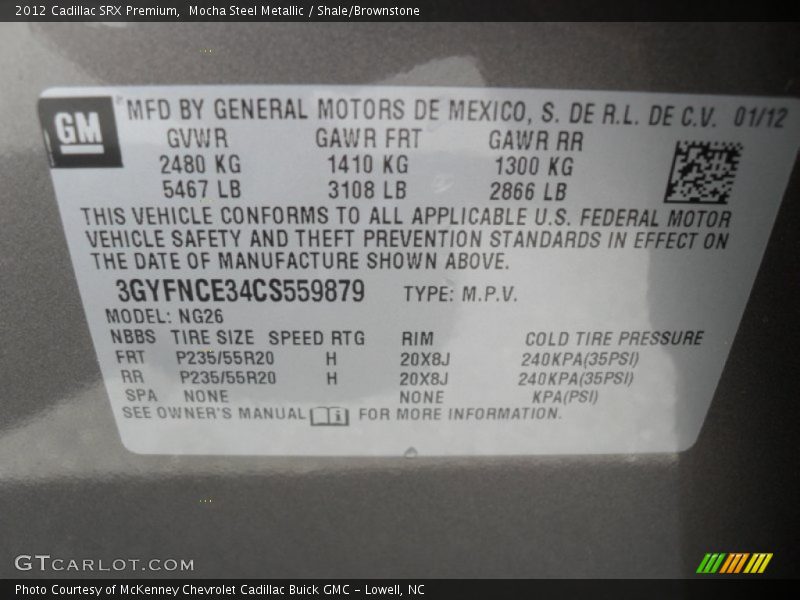 2012 Cadillac SRX Premium,  Mocha Steel Metallic / Shale/Brownstone
GM
MFD BY GENERAL MOTORS DE MEXICO, S. DE R.L. DE C.V. 01/12
GVWR GAWR FRT GAWR RR
2480 KG 1410 KG 1300 KG
5467 LB 3108 LB 2866 LB
THIS VEHICLE CONFORMS TO ALL APPLICABLE U.S. FEDERAL MOTOR
VEHICLE SAFETY AND THEFT PREVENTION STANDARDS IN EFFECT ON
THE DATE OF MANUFACTURE SHOWN ABOVE.
3GYFNCE34CS559879 TYPE: M.P.V.
MODEL: NG26
NBBS TIRE SIZE SPEED RTG RIM COLD TIRE PRESSURE
FRT P235/55R20 H 20X8J 240KPA(35PSI)
RR P235/55R20 H 20X8J 240KPA(35PSI)
SPA NONE NONE KPA(PSI)
SEE OWNER'S MANUAL FOR MORE INFORMATION.
GTCARLOT.COM
Photo Courtesy of McKenney Chevrolet Cadillac Buick GMC - Lowell, NC